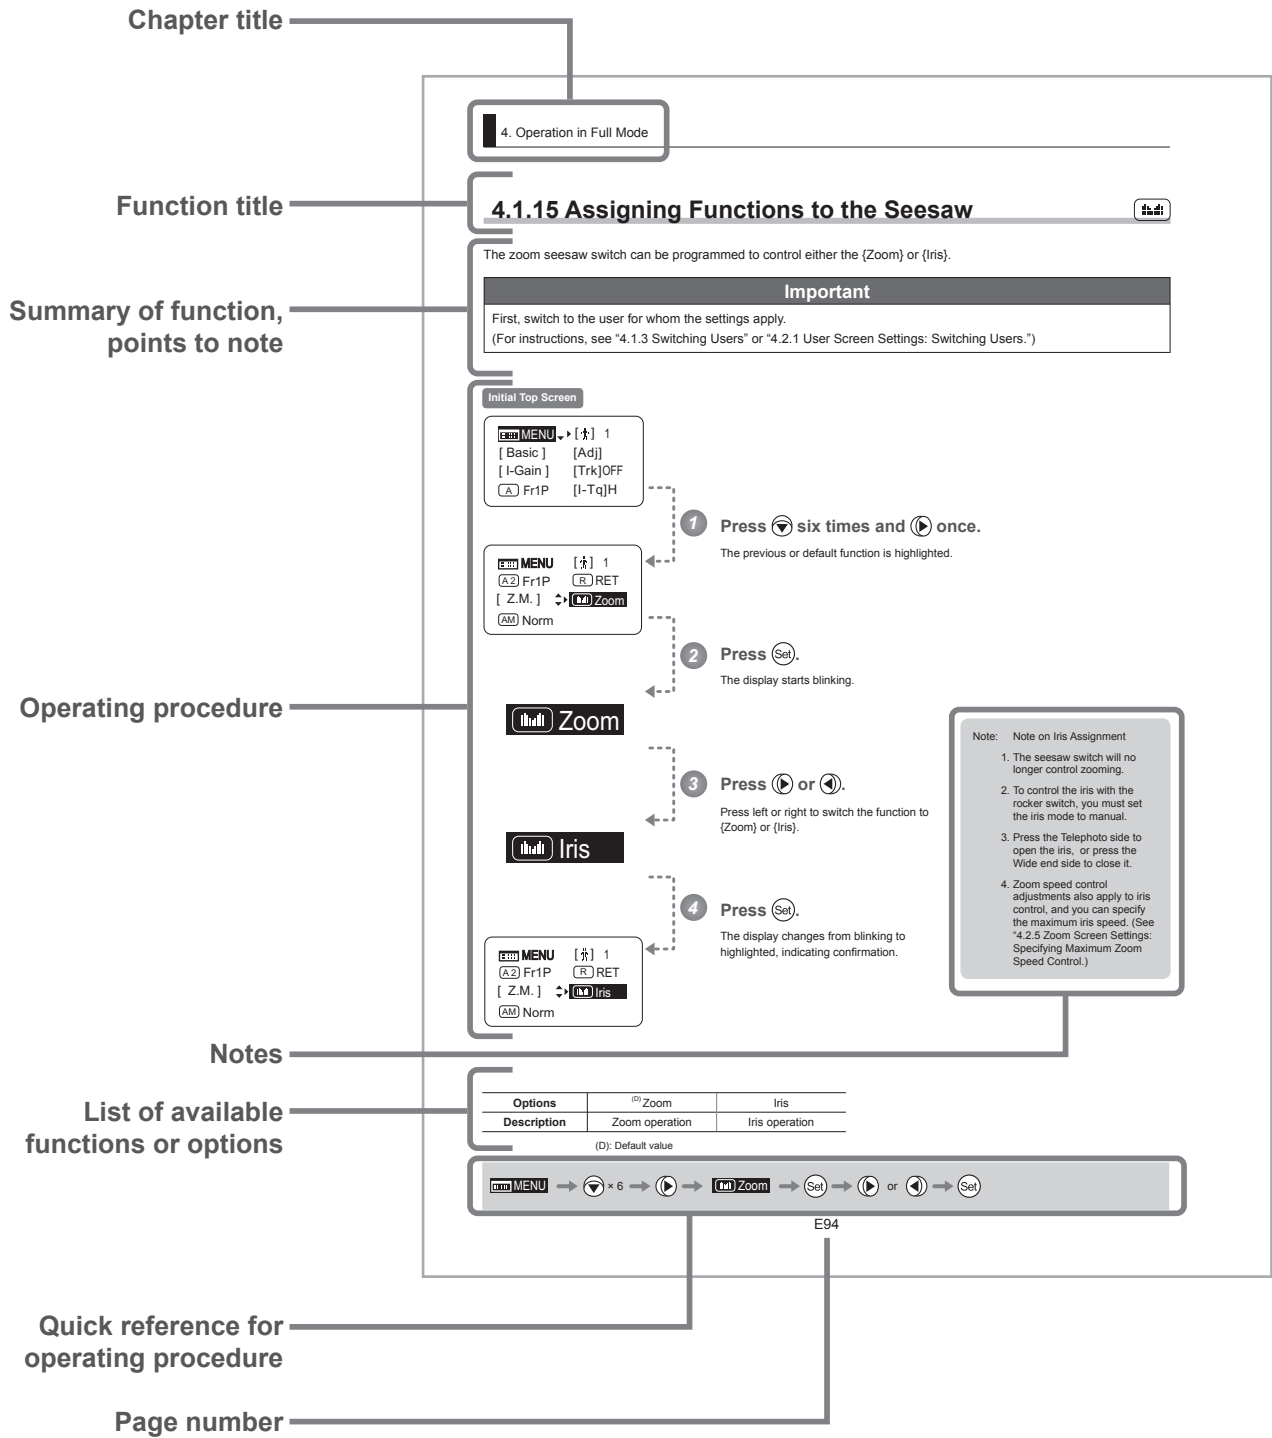 Chapter title
4. Operation in Full Mode
Function title
4.1.15 Assigning Functions to the Seesaw
Summary of function,
points to note
The zoom seesaw switch can be programmed to control either the {Zoom} or {Iris}.
Important
First, switch to the user for whom the settings apply.
(For instructions, see “4.1.3 Switching Users” or “4.2.1 User Screen Settings: Switching Users.”)
Operating procedure
Initial Top Screen
MENU [ ] 1
[ Basic ] [Adj]
[ I-Gain ] [Trk]OFF
A Fr1P [I-Tq]H
1 Press six times and once.
The previous or default function is highlighted.
MENU [ ] 1
A2 Fr1P R RET
[ Z.M. ] Zoom
AM Norm
2 Press Set.
The display starts blinking.
Zoom
3 Press or .
Press left or right to switch the function to
{Zoom} or {Iris}.
Iris
4 Press Set.
The display changes from blinking to
highlighted, indicating confirmation.
MENU [ ] 1
A2 Fr1P R RET
[ Z.M. ] Iris
AM Norm
Notes
Note: Note on Iris Assignment
1. The seesaw switch will no
longer control zooming.
2. To control the iris with the
rocker switch, you must set
the iris mode to manual.
3. Press the Telephoto side to
open the iris, or press the
Wide end side to close it.
4. Zoom speed control
adjustments also apply to iris
control, and you can specify
the maximum iris speed. (See
“4.2.5 Zoom Screen Settings:
Specifying Maximum Zoom
Speed Control.)
List of available
functions or options
Options (D) Zoom Iris
Description Zoom operation Iris operation
(D): Default value
Quick reference for
operating procedure
MENU × 6 Zoom Set or Set
Page number
E94